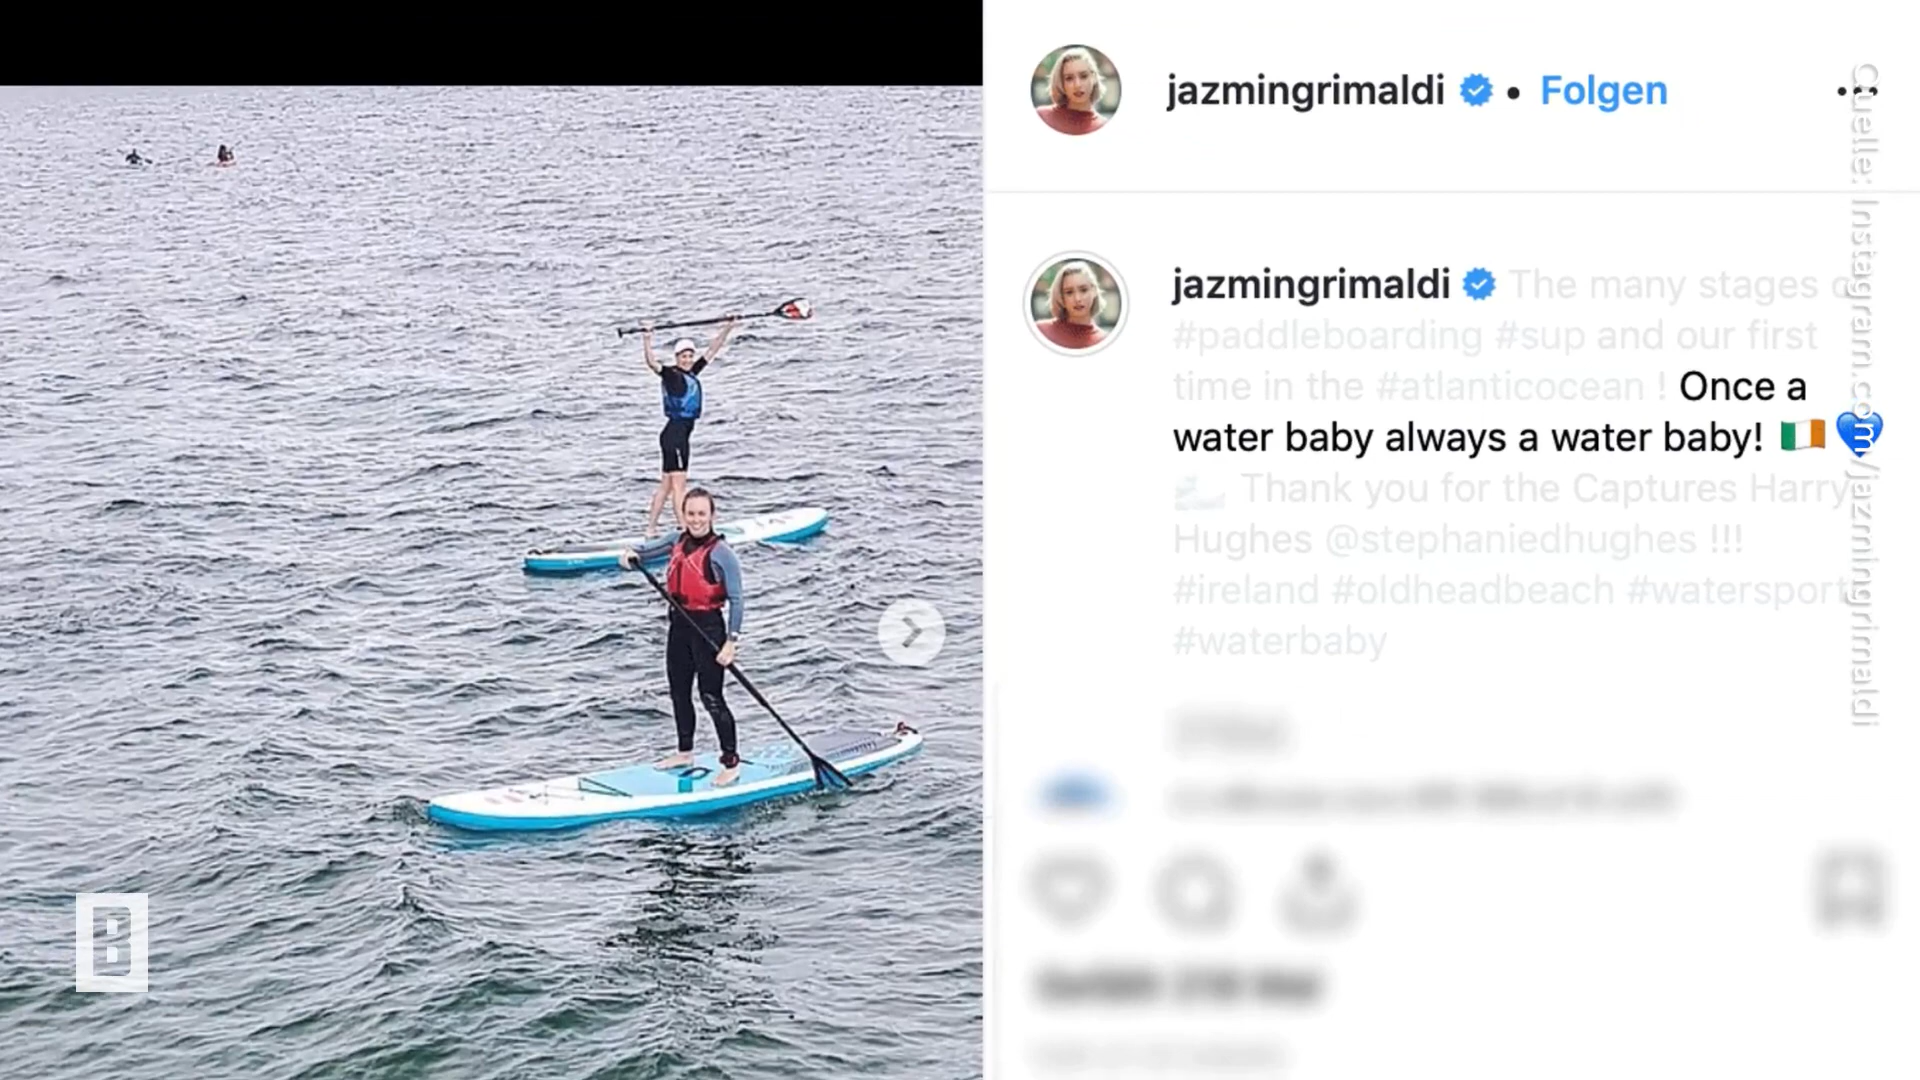 jazmingrimaldi • Folgen
jazmingrimaldi The many stages
#paddleboarding #sup and our first
time in the #atlanticocean ! Once a
water baby always a water baby! 🇮🇪 💙
🌊 Thank you for the Captures Harry
Hughes @stephaniedhughes !!!
#ireland #oldheadbeach #watersport
#waterbaby
Quelle: Instagram.com/jazmingrimaldi
B